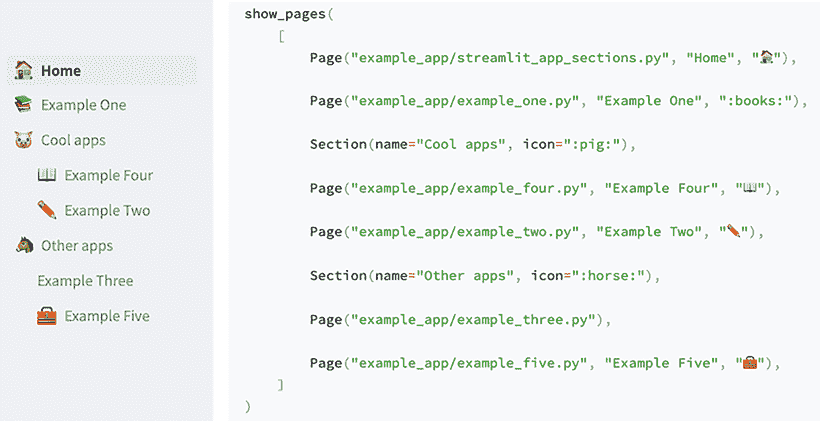 Home
Example One
Cool apps
Example Four
Example Two
Other apps
Example Three
Example Five
show_pages(
[
Page("example_app/streamlit_app_sections.py", "Home", "🏠"),
Page("example_app/example_one.py", "Example One", ":books:"),
Section(name="Cool apps", icon=":pig:"),
Page("example_app/example_four.py", "Example Four", "📖"),
Page("example_app/example_two.py", "Example Two", "✏️"),
Section(name="Other apps", icon=":horse:"),
Page("example_app/example_three.py"),
Page("example_app/example_five.py", "Example Five", "🧰"),
]
)